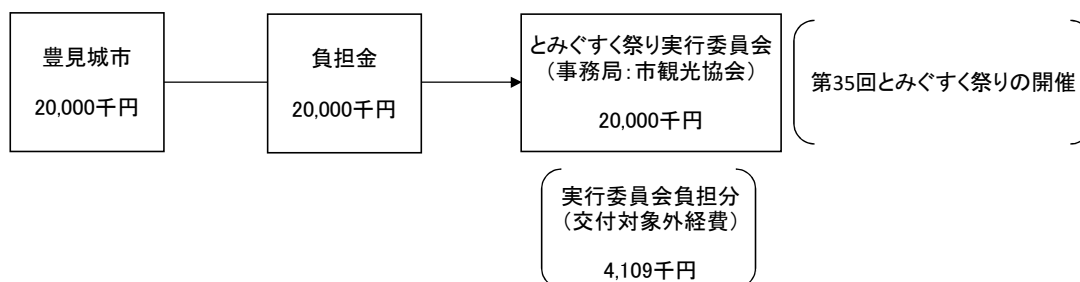 豊見城市
20,000千円
負担金
20,000千円
とみぐすく祭り実行委員会
（事務局：市観光協会）
20,000千円
第35回とみぐすく祭りの開催
実行委員会負担分
（交付対象外経費）
4,109千円